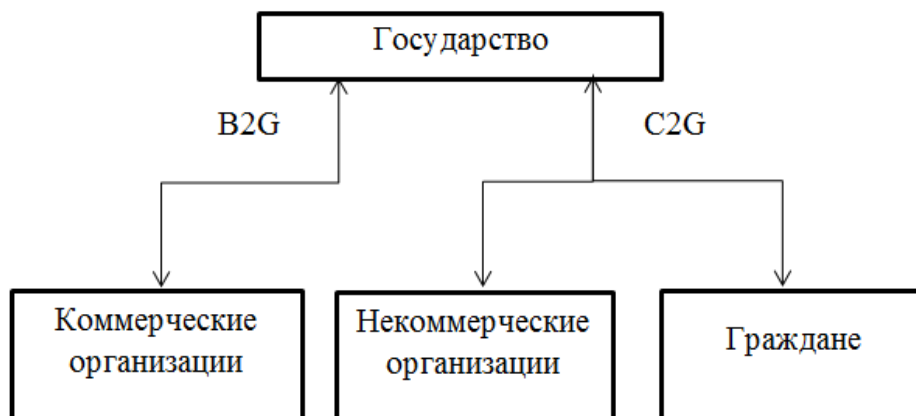 Государство
B2G
C2G
Коммерческие
организации
Некоммерческие
организации
Граждане